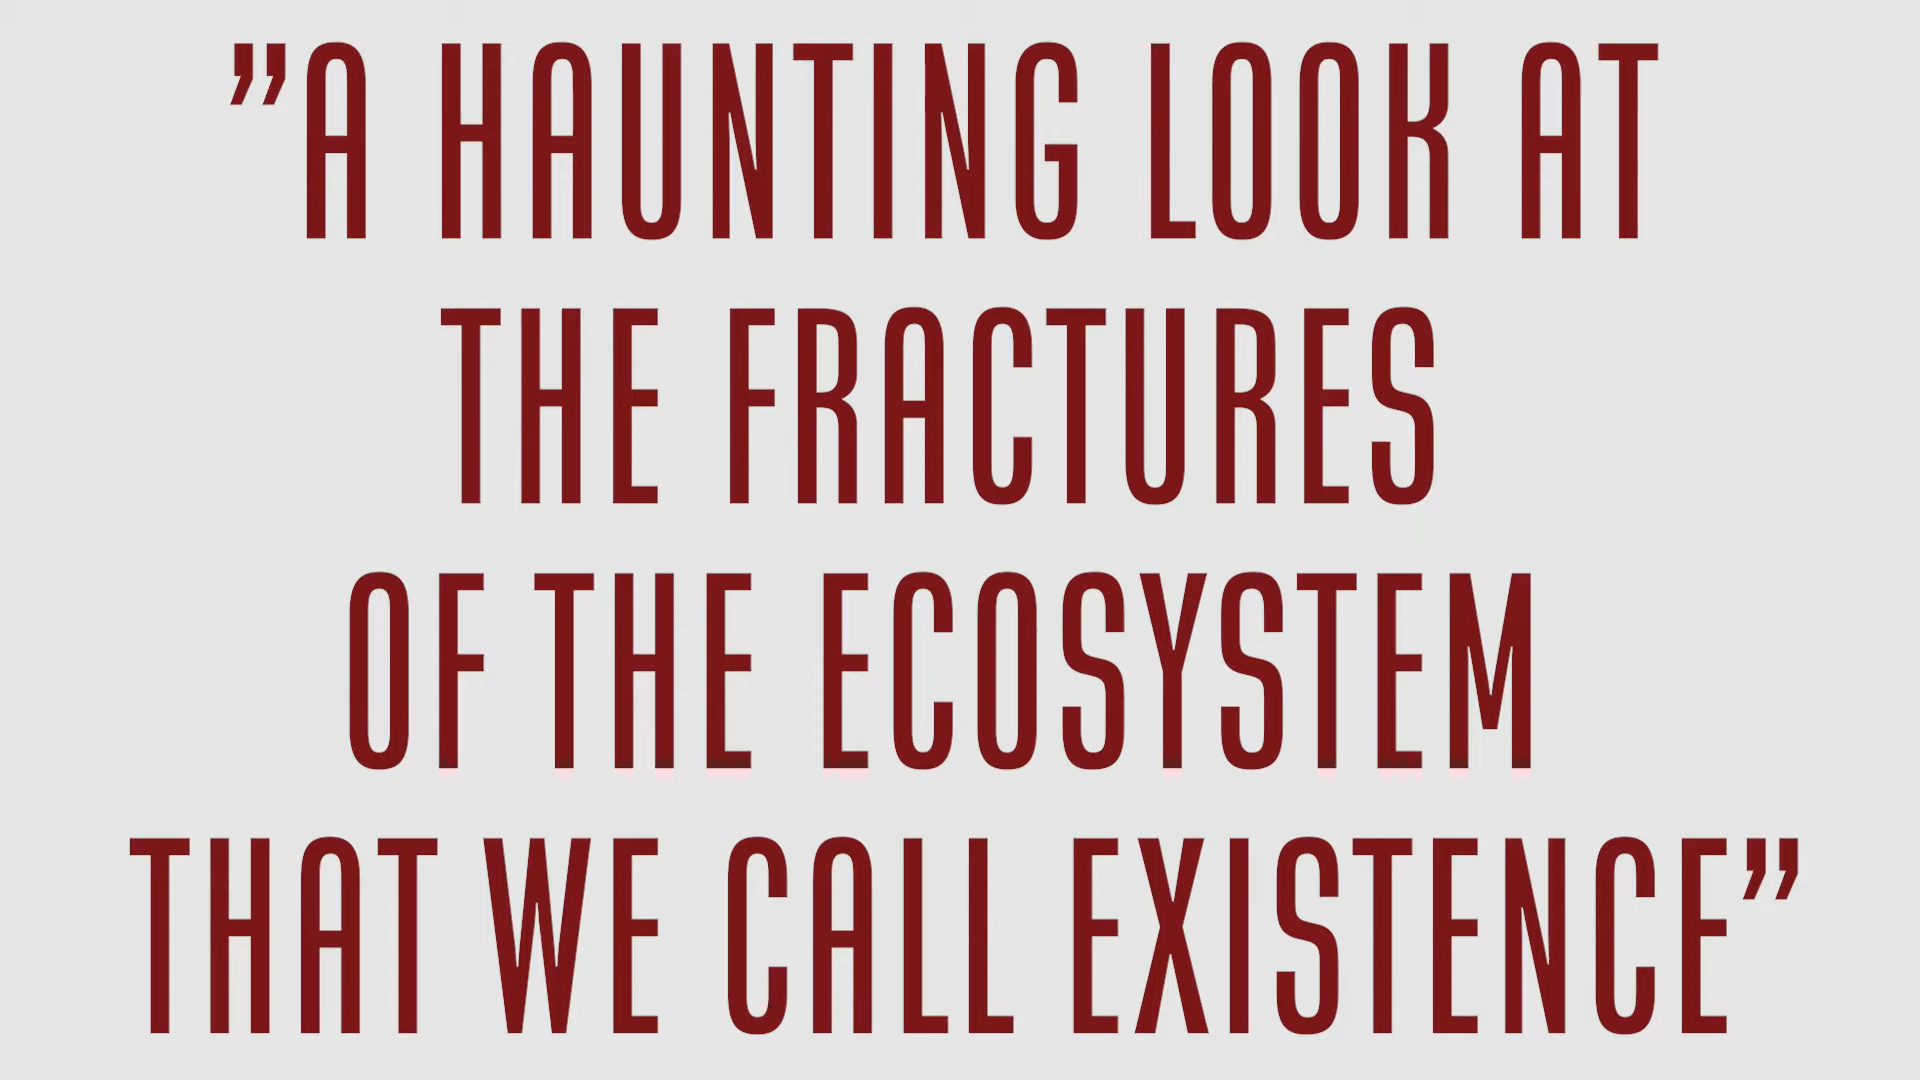 ”A HAUNTING LOOK AT
THE FRACTURES
OF THE ECOSYSTEM
THAT WE CALL EXISTENCE”